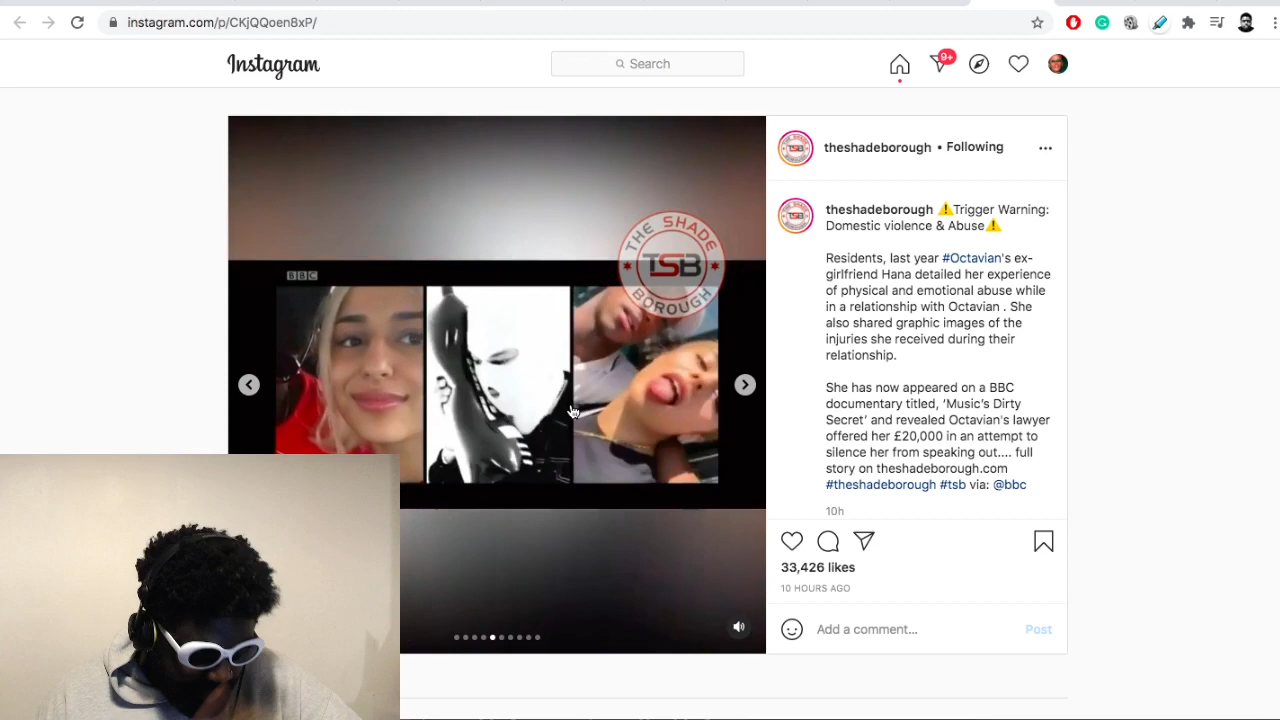 instagram.com/p/CKjQQoen8xP/
Instagram
Search
9+
theshadeborough • Following
theshadeborough ⚠️Trigger Warning:
Domestic violence & Abuse⚠️
Residents, last year #Octavian's ex-
girlfriend Hana detailed her experience
of physical and emotional abuse while
in a relationship with Octavian . She
also shared graphic images of the
injuries she received during their
relationship.
She has now appeared on a BBC
documentary titled, ‘Music’s Dirty
Secret’ and revealed Octavian's lawyer
offered her £20,000 in an attempt to
silence her from speaking out.... full
story on theshadeborough.com
#theshadeborough #tsb via: @bbc
10h
33,426 likes
10 HOURS AGO
Add a comment...
Post
BBC
THE SHADE
TSB
BOROUGH